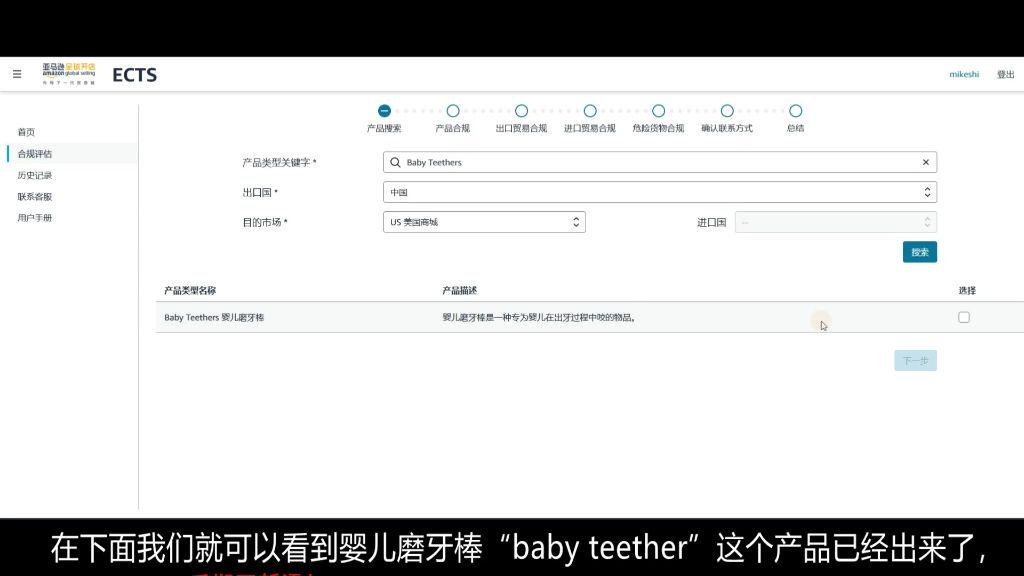 亚马逊全球开店
amazon global selling
ECTS
mikeshi
登出
首页
合规评估
历史记录
联系客服
用户手册
产品搜索
产品合规
出口贸易合规
进口贸易合规
危险货物合规
确认联系方式
总结
产品类型关键字 *
Baby Teethers
出口国 *
中国
目的市场 *
US 美国商城
进口国
--
搜索
产品类型名称
产品描述
选择
Baby Teethers 婴儿磨牙棒
婴儿磨牙棒是一种专为婴儿在出牙过程中咬的物品。
下一步
在下面我们就可以看到婴儿磨牙棒“baby teether”这个产品已经出来了，